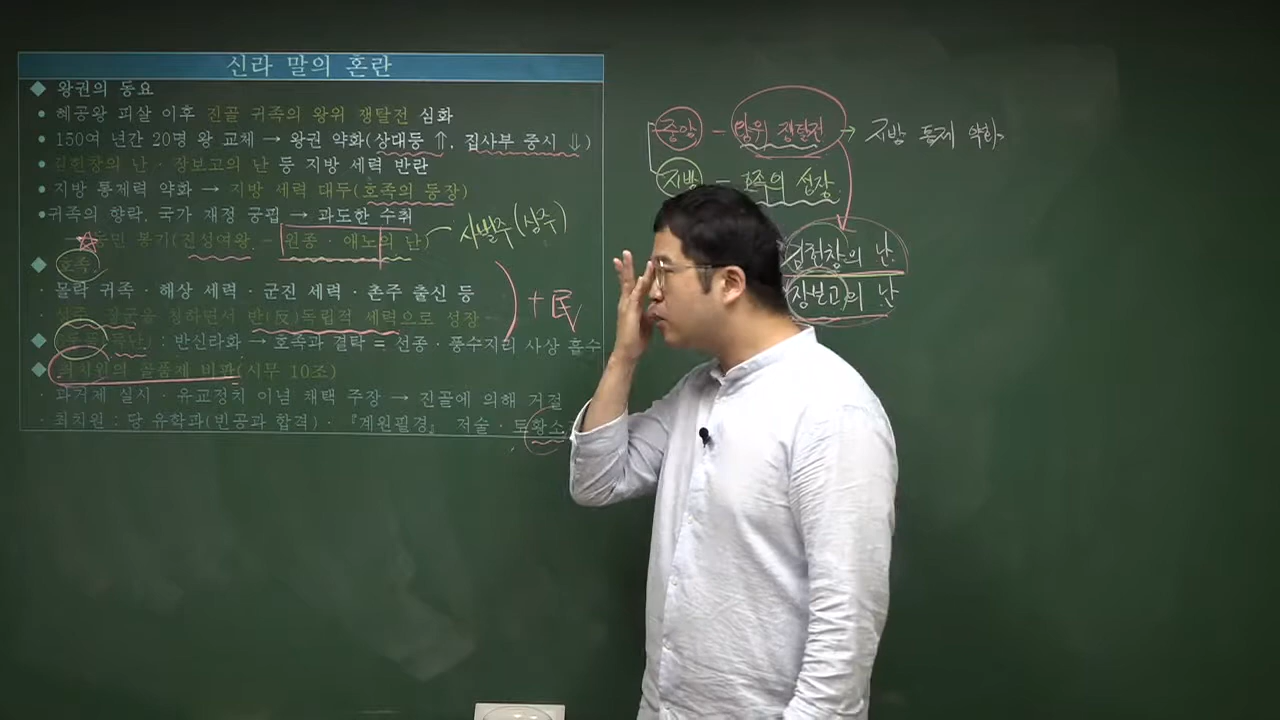 신라 말의 혼란
◆ 왕권의 동요
• 혜공왕 피살 이후 진골 귀족의 왕위 쟁탈전 심화
• 150여 년간 20명 왕 교체 → 왕권 약화(상대등 ↑, 집사부 중시 ↓)
• 김헌창의 난 · 장보고의 난 등 지방 세력 반란
• 지방 통제력 약화 → 지방 세력 대두(호족의 등장)
• 귀족의 향락, 국가 재정 궁핍 → 과도한 수취
→ 농민 봉기(진성여왕, - 원종 · 애노의 난)
사벌주(상주)
◆ 호족
· 몰락 귀족 · 해상 세력 · 군진 세력 · 촌주 출신 등
성주 · 장군을 칭하면서 반(反)독립적 세력으로 성장
+ 民
◆ : 반신라화 → 호족과 결탁 = 선종 · 풍수지리 사상 흡수
◆ 최치원의 골품제 비판(시무 10조)
· 과거제 실시 · 유교정치 이념 채택 주장 → 진골에 의해 거절
· 최치원 : 당 유학파(빈공과 합격) · 『계원필경』 저술 · 토황소
중앙 - 왕위 쟁탈전 → 지방 통제 약화
지방 - 호족의 성장
김헌창의 난
장보고의 난